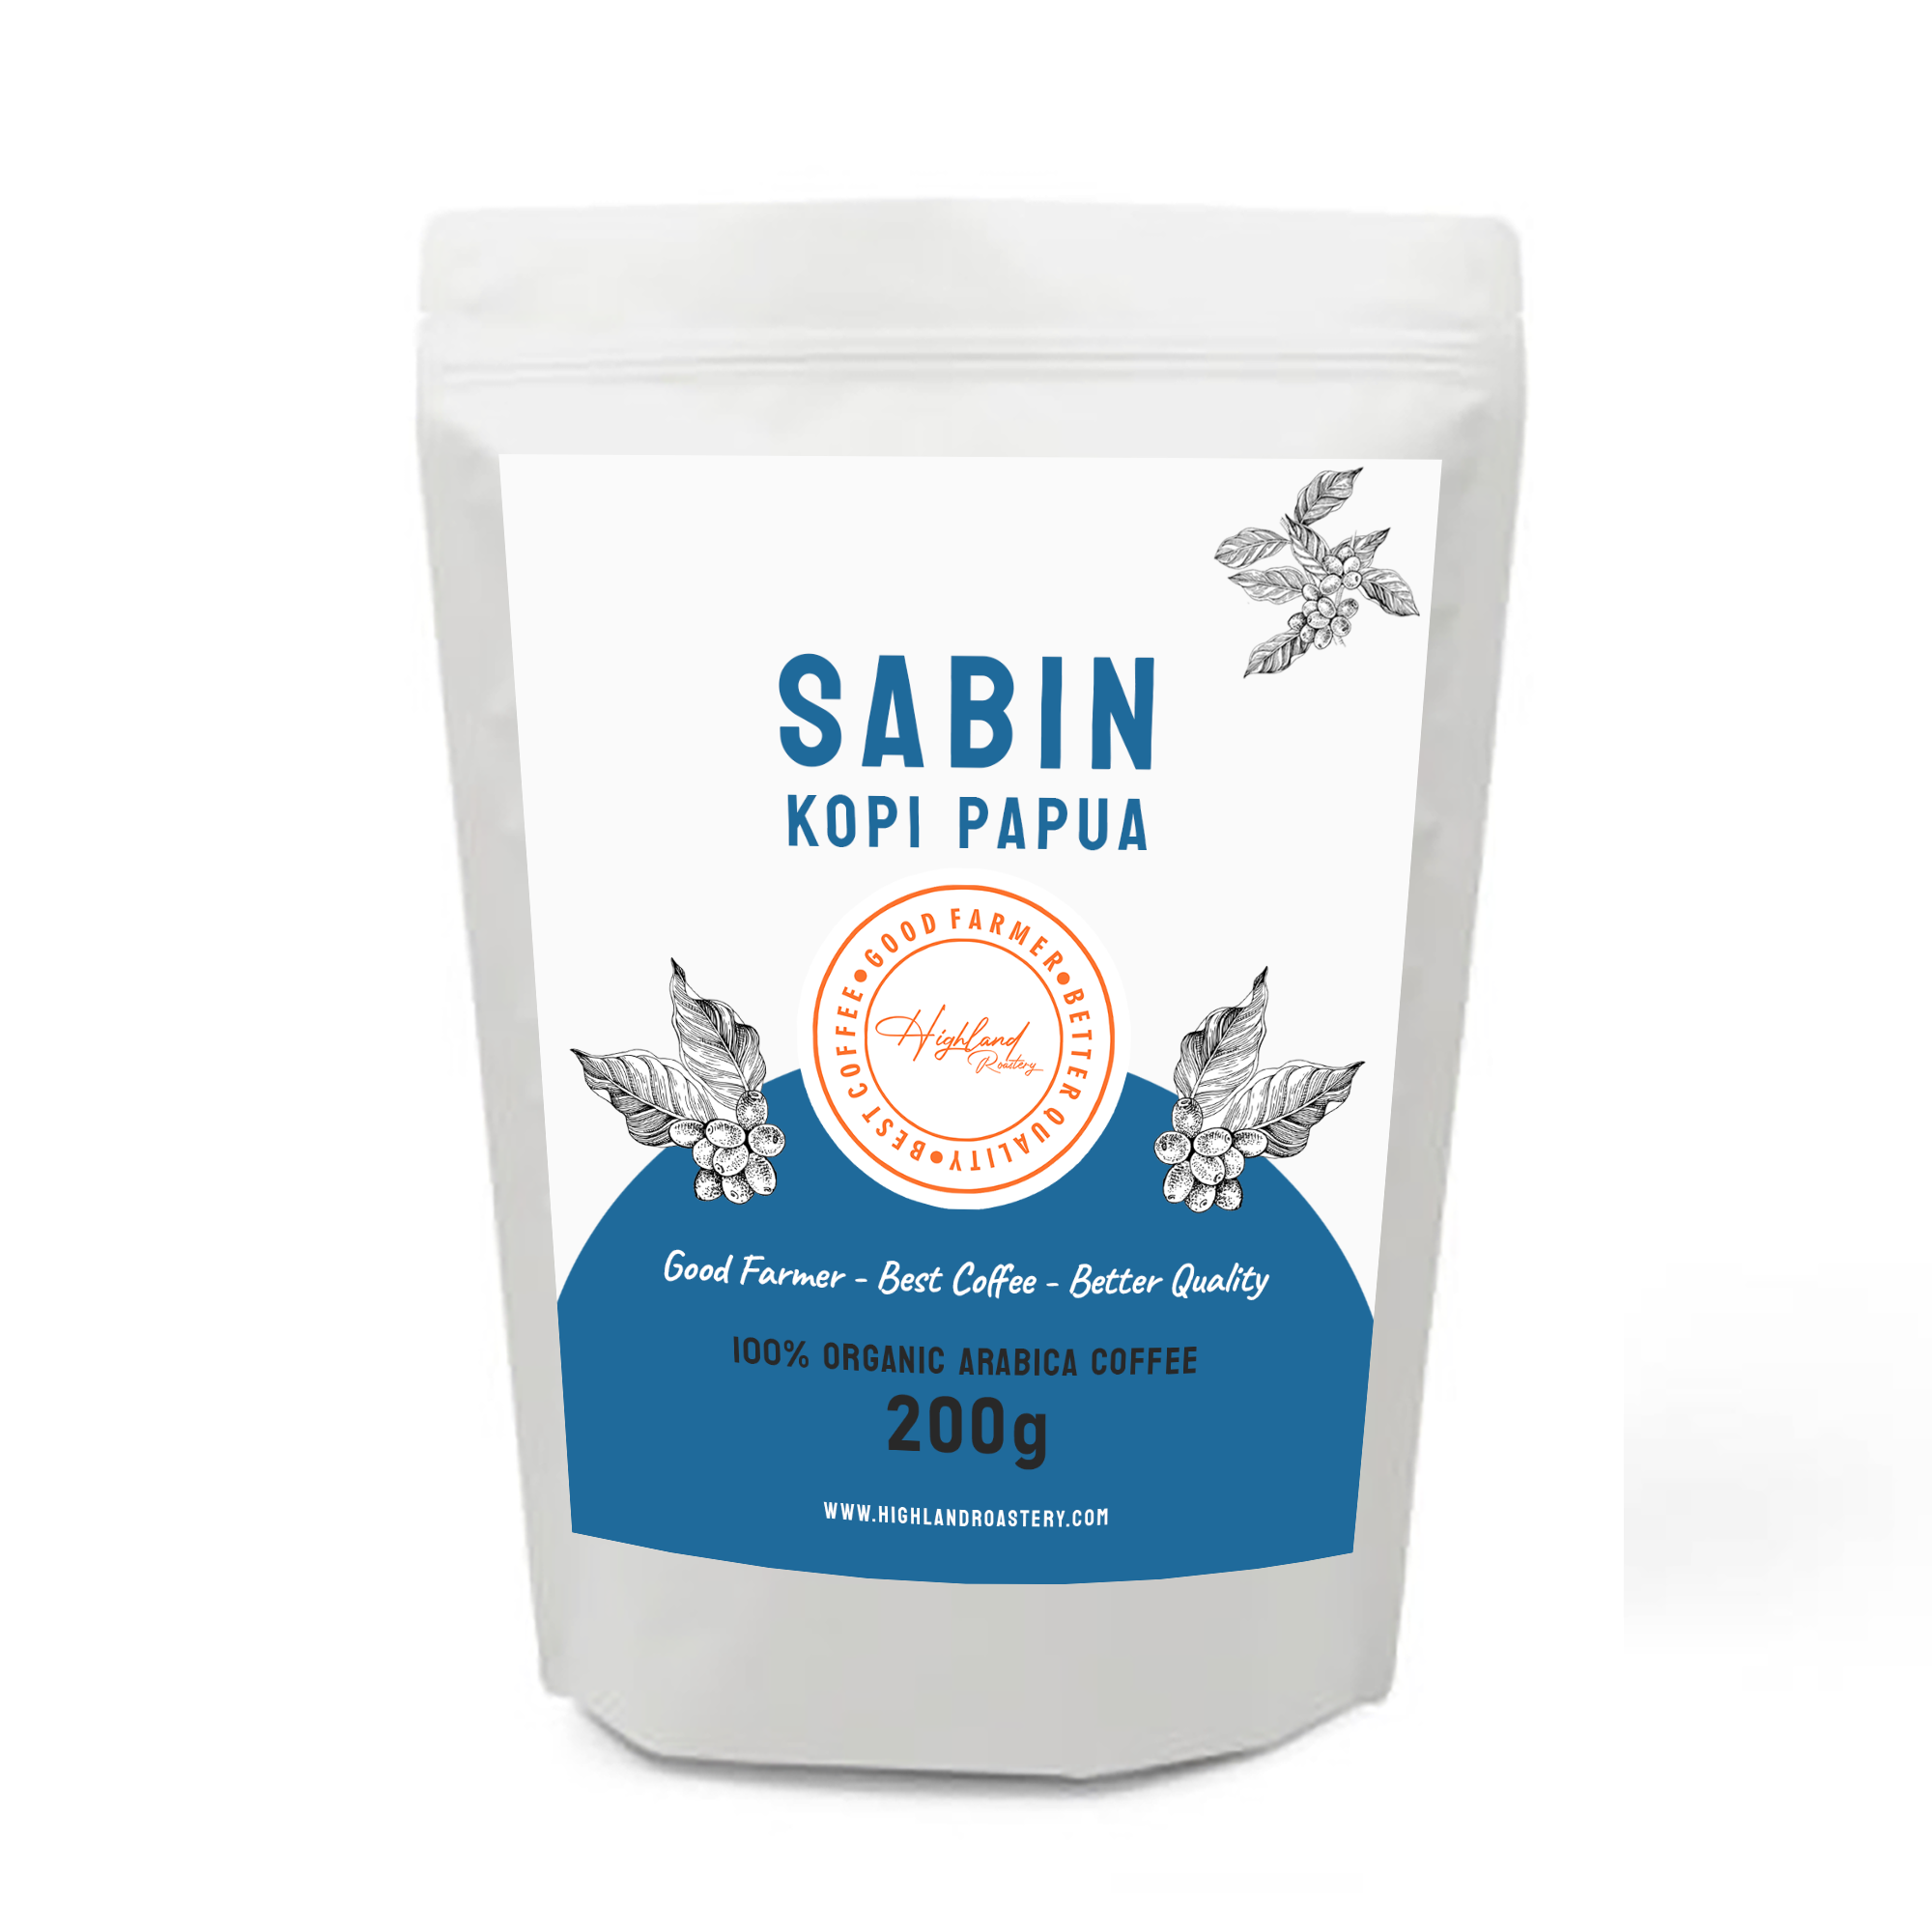 SABIN
KOPI PAPUA
GOOD FARMER • BETTER QUALITY • BEST COFFEE •
Highland
Roastery
Good Farmer - Best Coffee - Better Quality
100% ORGANIC ARABICA COFFEE
200g
WWW.HIGHLANDROASTERY.COM